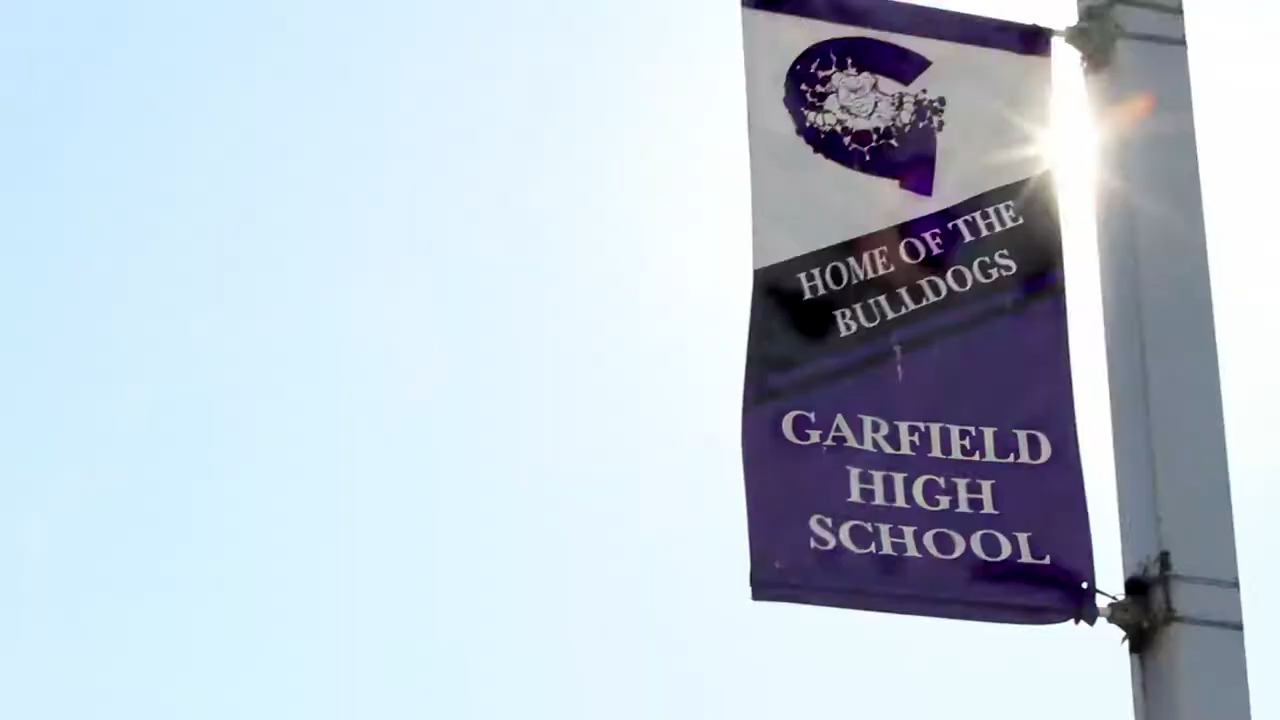 HOME OF THE
BULLDOGS
GARFIELD
HIGH
SCHOOL